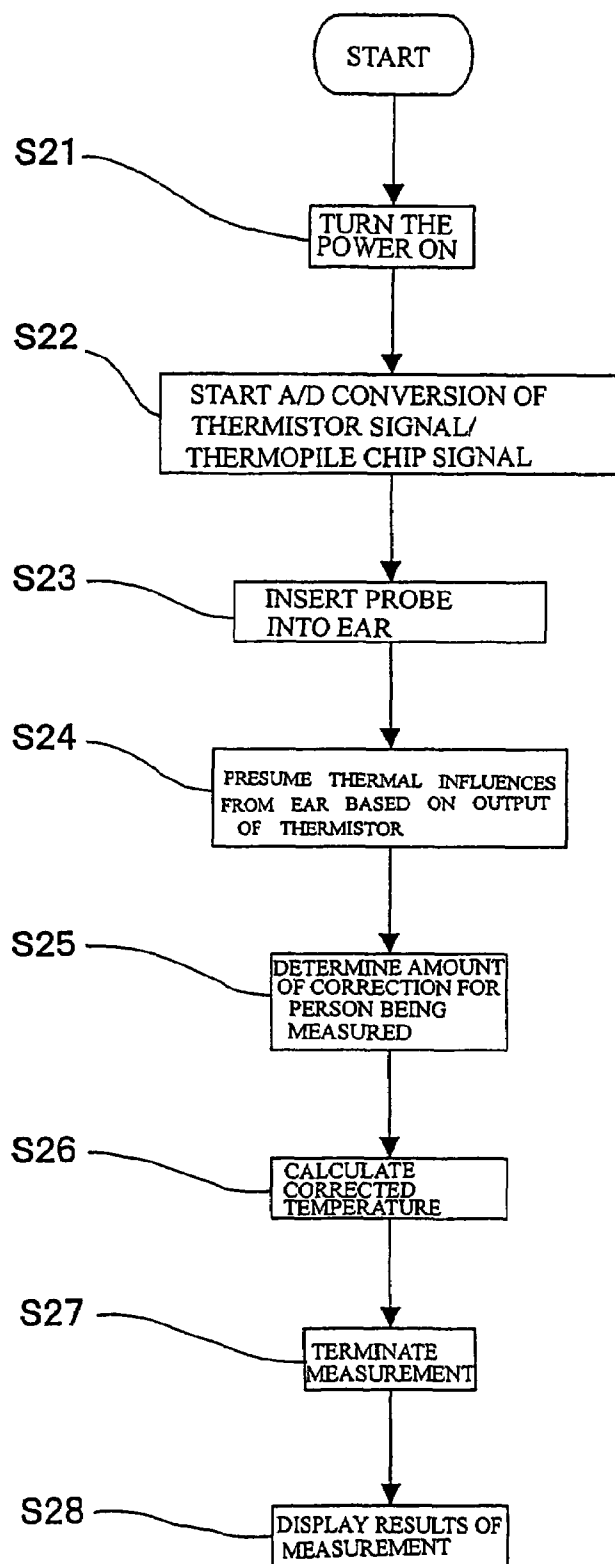 START
S21
TURN THE
POWER ON
S22
START A/D CONVERSION OF
THERMISTOR SIGNAL/
THERMOPILE CHIP SIGNAL
S23
INSERT PROBE
INTO EAR
S24
PRESUME THERMAL INFLUENCES
FROM EAR BASED ON OUTPUT
OF THERMISTOR
S25
DETERMINE AMOUNT
OF CORRECTION FOR
PERSON BEING
MEASURED
S26
CALCULATE
CORRECTED
TEMPERATURE
S27
TERMINATE
MEASUREMENT
S28
DISPLAY RESULTS OF
MEASUREMENT